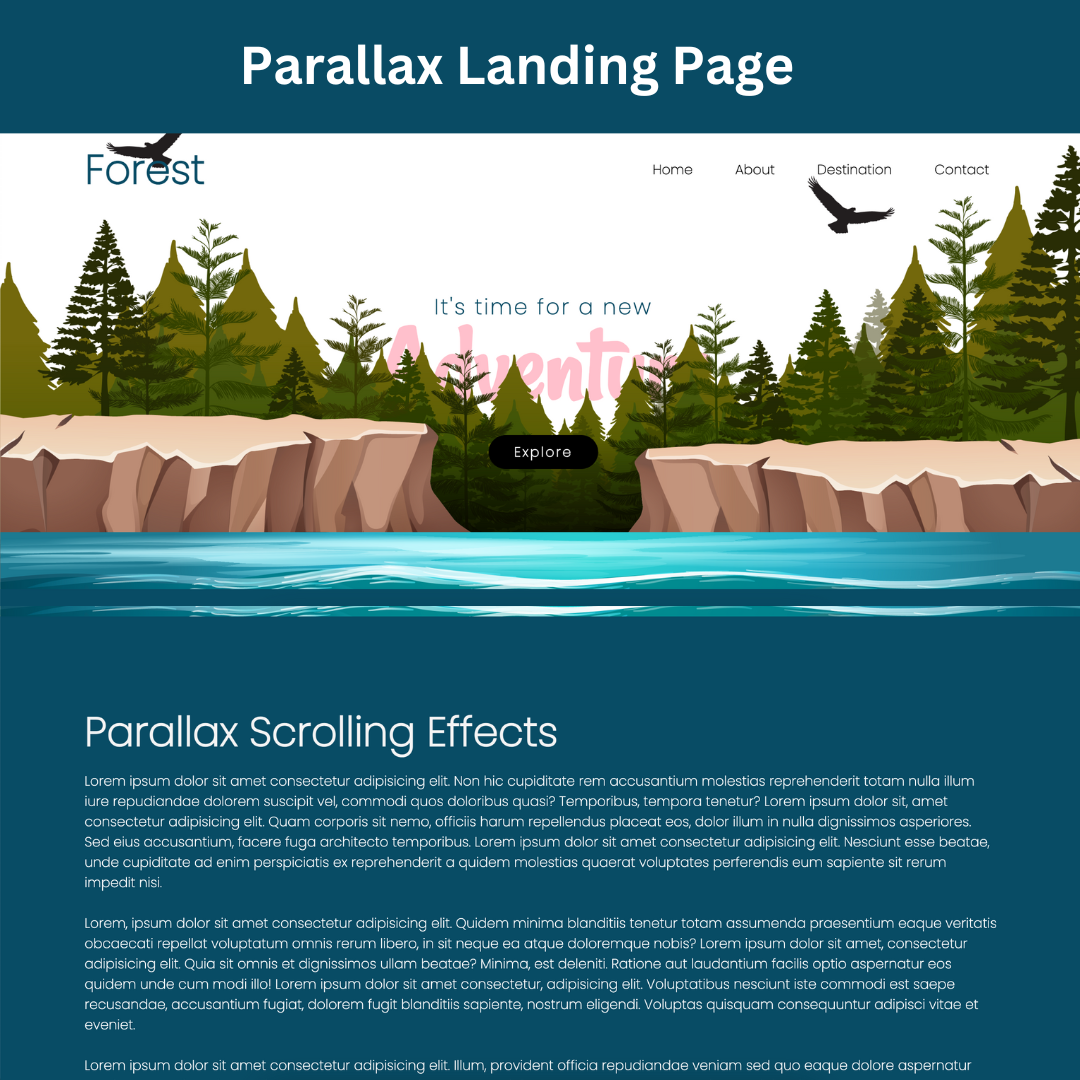 Parallax Landing Page
Forest
Home About Destination Contact
It's time for a new
Explore
Parallax Scrolling Effects
Lorem ipsum dolor sit amet consectetur adipisicing elit. Non hic cupiditate rem accusantium molestias reprehenderit totam nulla illum
iure repudiandae dolorem suscipit vel, commodi quos doloribus quasi? Temporibus, tempora tenetur? Lorem ipsum dolor sit, amet
consectetur adipisicing elit. Quam corporis sit nemo, officiis harum repellendus placeat eos, dolor illum in nulla dignissimos asperiores.
Sed eius accusantium, facere fuga architecto temporibus. Lorem ipsum dolor sit amet consectetur adipisicing elit. Nesciunt esse beatae,
unde cupiditate ad enim perspiciatis ex reprehenderit a quidem molestias quaerat voluptates perferendis eum sapiente sit rerum
impedit nisi.
Lorem, ipsum dolor sit amet consectetur adipisicing elit. Quidem minima blanditiis tenetur totam assumenda praesentium eaque veritatis
obcaecati repellat voluptatum omnis rerum libero, in sit neque ea atque doloremque nobis? Lorem ipsum dolor sit amet, consectetur
adipisicing elit. Quia sit omnis et dignissimos ullam beatae? Minima, est deleniti. Ratione aut laudantium facilis optio aspernatur eos
quidem unde cum modi illo! Lorem ipsum dolor sit amet consectetur, adipisicing elit. Voluptatibus nesciunt iste commodi est saepe
recusandae, accusantium fugiat, dolorem fugit blanditiis sapiente, nostrum eligendi. Voluptas quisquam consequuntur adipisci vitae et
eveniet.
Lorem ipsum dolor sit amet consectetur adipisicing elit. Illum, provident officia repudiandae veniam sed quo eaque dolore aspernatur